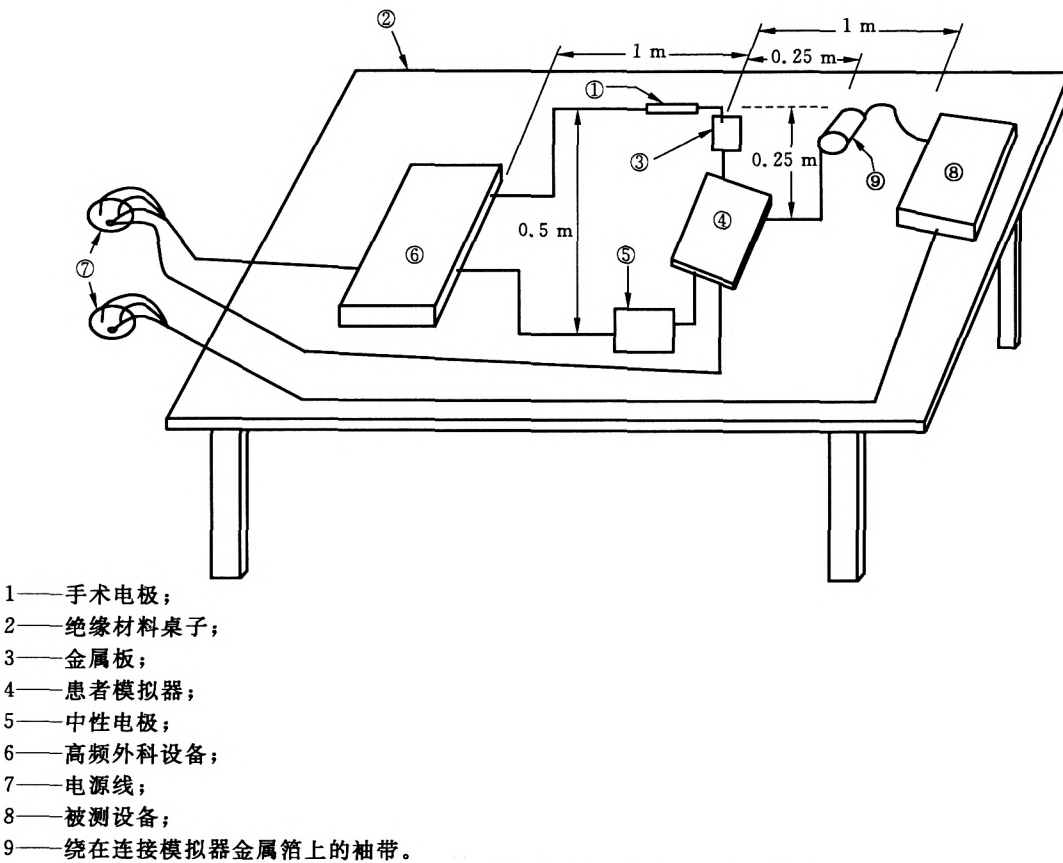 ②
1 m
1 m
0.25 m
①
③
0.25 m
⑨
⑧
④
0.5 m
⑥
⑤
⑦
1——手术电极；
2——绝缘材料桌子；
3——金属板；
4——患者模拟器；
5——中性电极；
6——高频外科设备；
7——电源线；
8——被测设备；
9——绕在连接模拟器金属箔上的袖带。